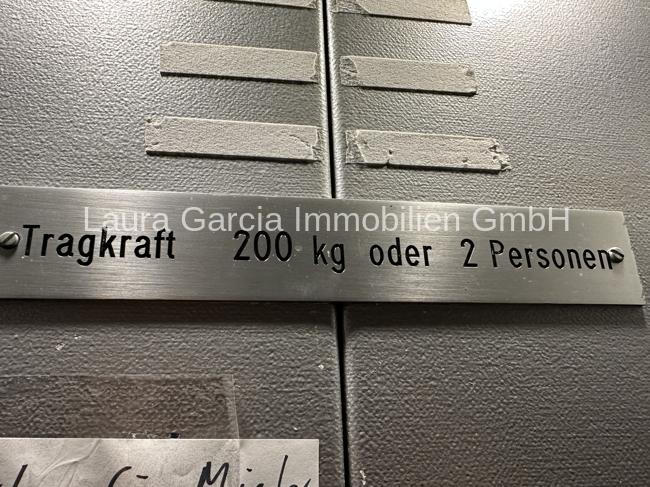 Laura Garcia Immobilien GmbH
Tragkraft 200 kg oder 2 Personen